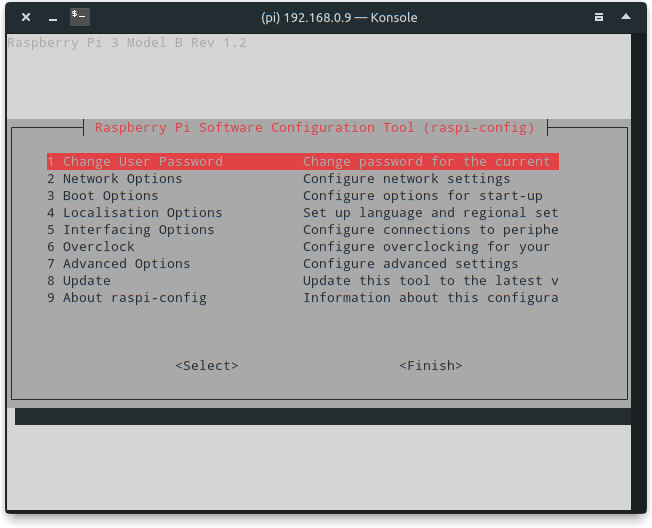 $_
(pi) 192.168.0.9 — Konsole
Raspberry Pi 3 Model B Rev 1.2
Raspberry Pi Software Configuration Tool (raspi-config)
1 Change User Password Change password for the current
2 Network Options Configure network settings
3 Boot Options Configure options for start-up
4 Localisation Options Set up language and regional set
5 Interfacing Options Configure connections to periphe
6 Overclock Configure overclocking for your
7 Advanced Options Configure advanced settings
8 Update Update this tool to the latest v
9 About raspi-config Information about this configura
<Select> <Finish>